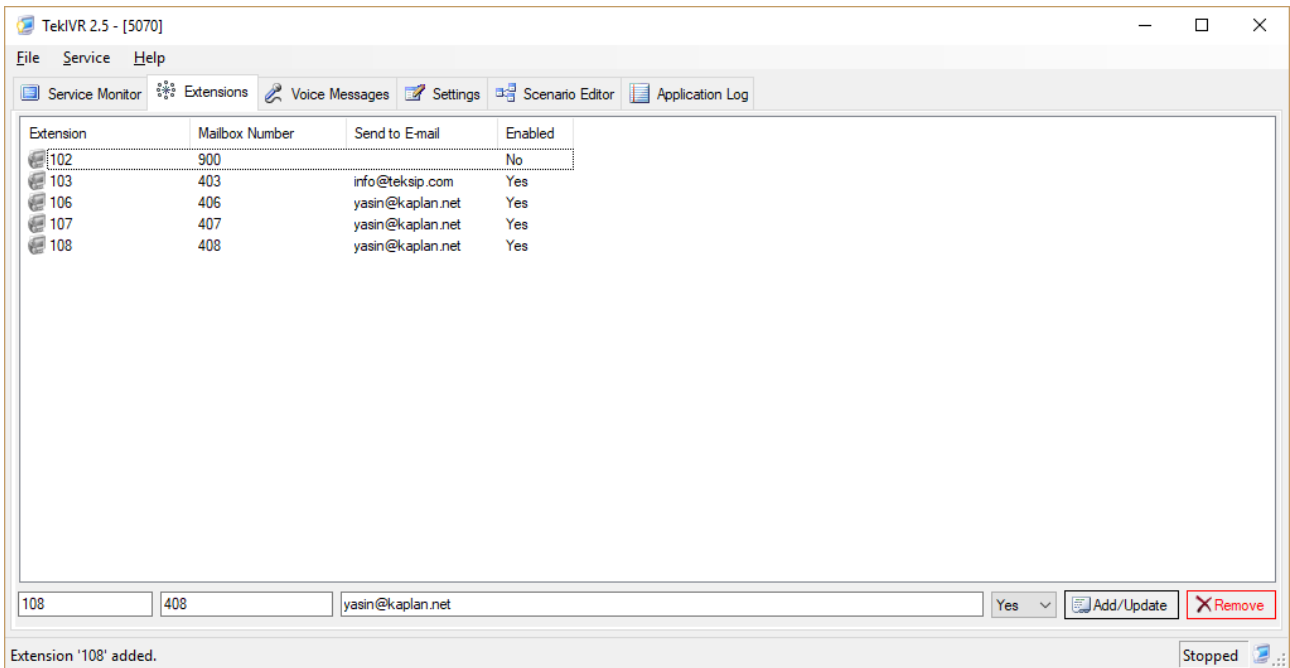 TekIVR 2.5 - [5070]
File Service Help
Service Monitor Extensions Voice Messages Settings Scenario Editor Application Log
Extension Mailbox Number Send to E-mail Enabled
102 900 No
103 403 info@teksip.com Yes
106 406 yasin@kaplan.net Yes
107 407 yasin@kaplan.net Yes
108 408 yasin@kaplan.net Yes
108 408 yasin@kaplan.net Yes Add/Update Remove
Extension '108' added. Stopped